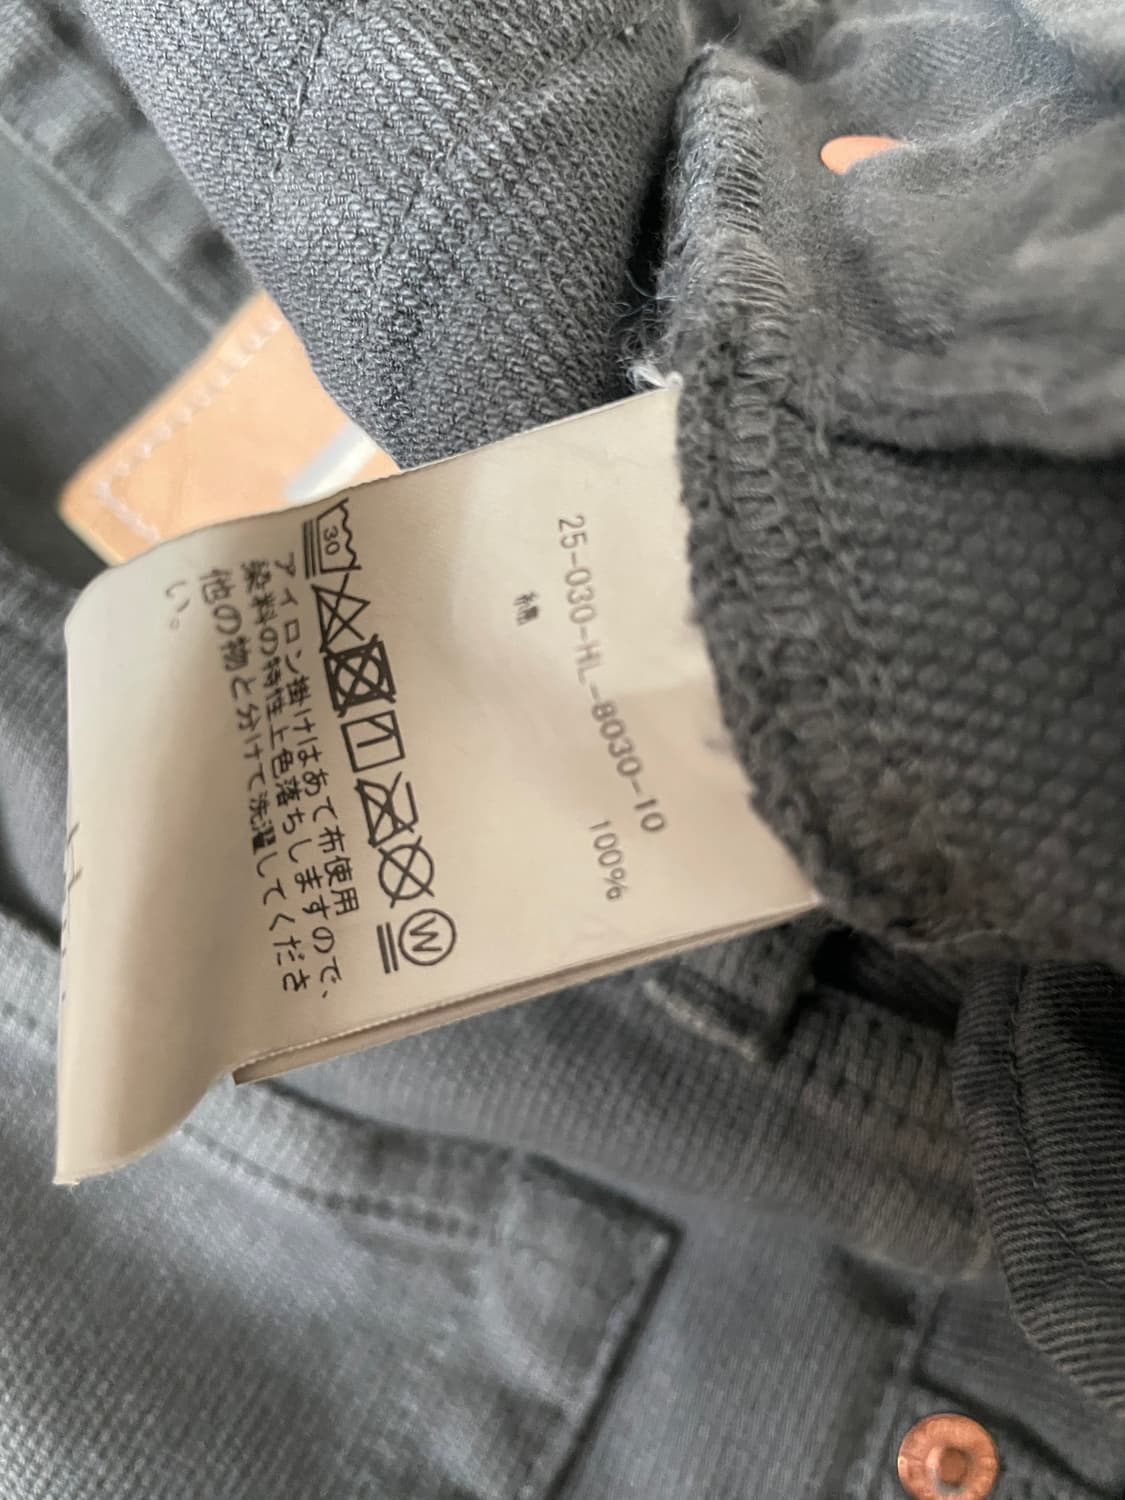 25-030-HL-8030-10
綿 100%
30
W
アイロン掛けはあて布使用
染料の特性上色落ちしますので、
他の物と分けて洗濯してくださ
い。